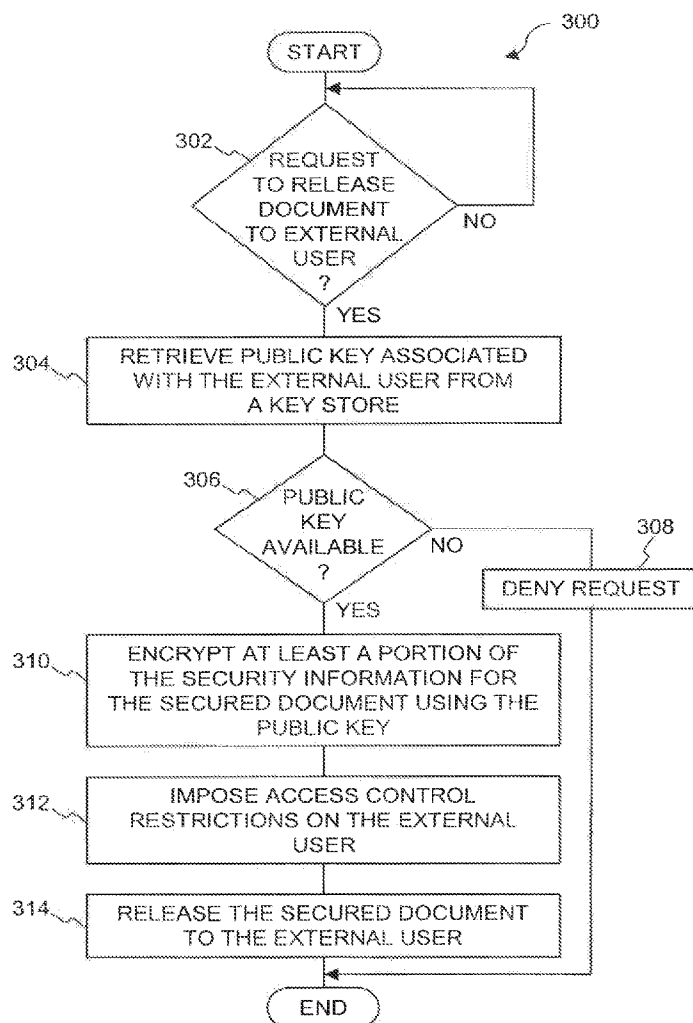 START
300
302
REQUEST
TO RELEASE
DOCUMENT
TO EXTERNAL
USER
?
NO
YES
304
RETRIEVE PUBLIC KEY ASSOCIATED
WITH THE EXTERNAL USER FROM
A KEY STORE
306
PUBLIC
KEY
AVAILABLE
?
NO
308
DENY REQUEST
YES
310
ENCRYPT AT LEAST A PORTION OF
THE SECURITY INFORMATION FOR
THE SECURED DOCUMENT USING THE
PUBLIC KEY
312
IMPOSE ACCESS CONTROL
RESTRICTIONS ON THE EXTERNAL
USER
314
RELEASE THE SECURED DOCUMENT
TO THE EXTERNAL USER
END